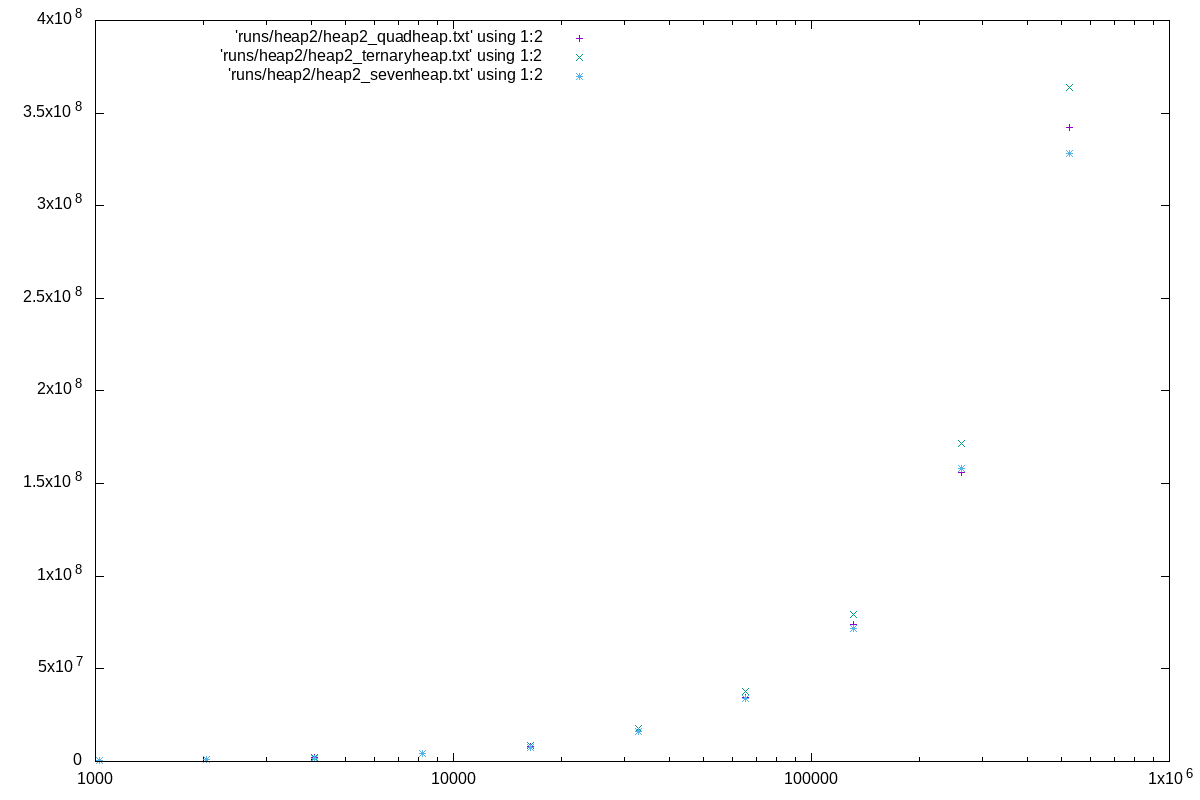 4x10 8
3.5x10 8
3x10 8
2.5x10 8
2x10 8
1.5x10 8
1x10 8
5x10 7
0
1000 10000 100000 1x10 6
'runs/heap2/heap2_quadheap.txt' using 1:2
'runs/heap2/heap2_ternaryheap.txt' using 1:2
'runs/heap2/heap2_sevenheap.txt' using 1:2